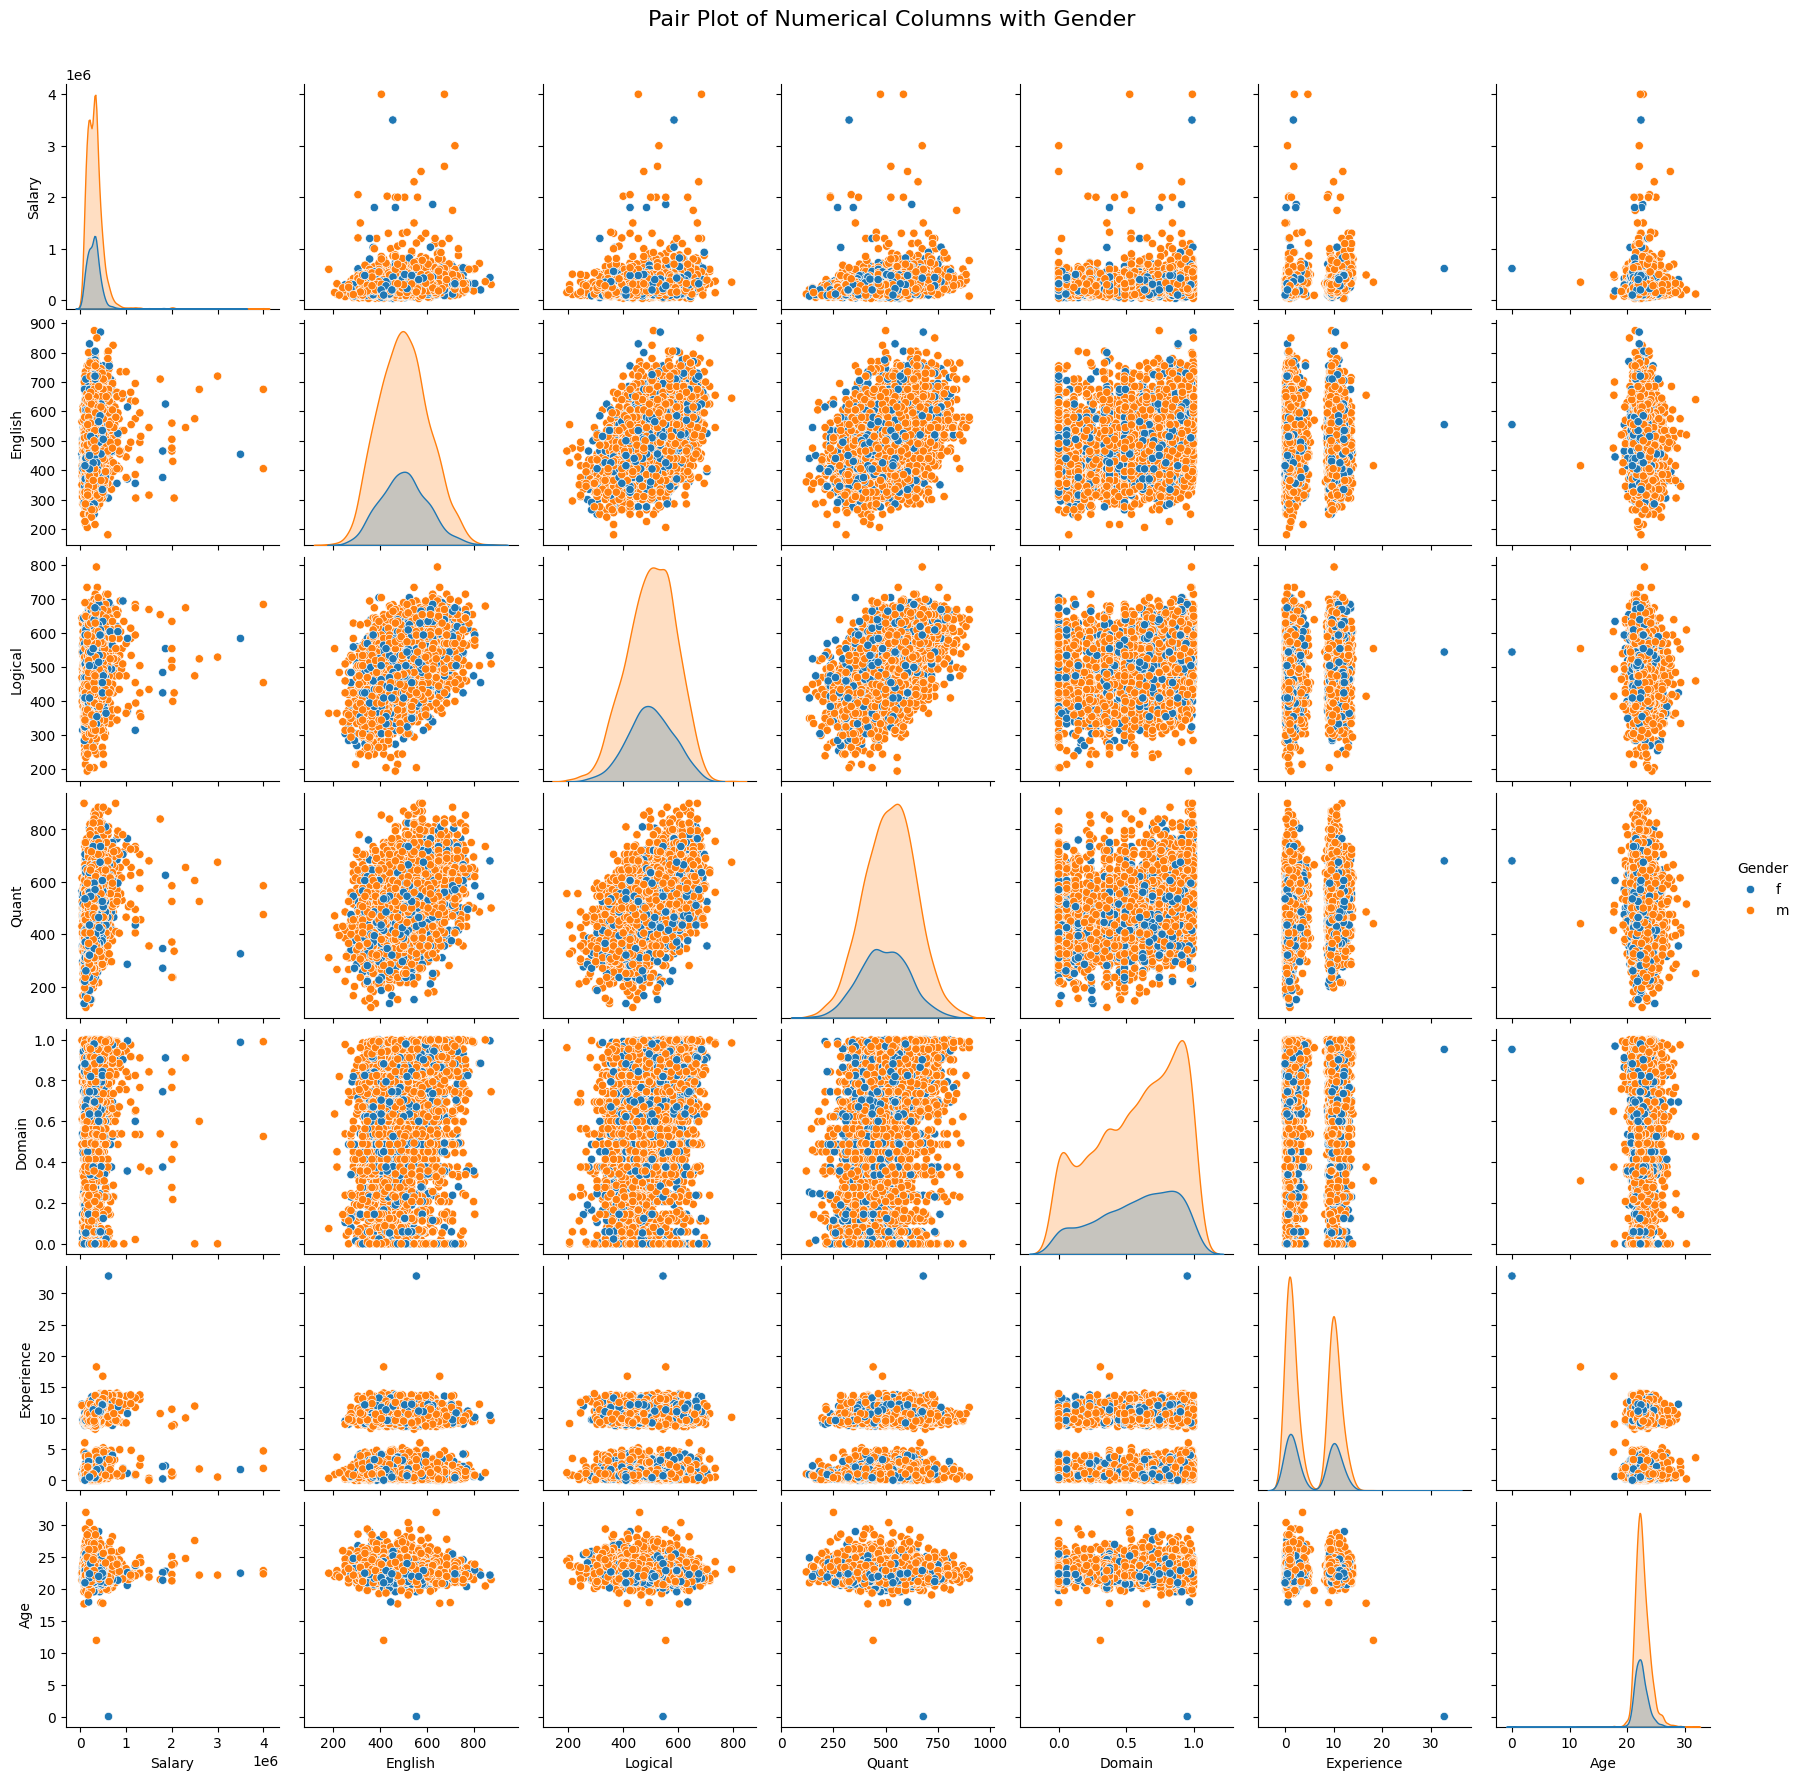 Pair Plot of Numerical Columns with Gender
1e6
4
3
2
1
0
Salary
900
800
700
600
500
400
300
200
English
800
700
600
500
400
300
200
Logical
800
600
400
200
Quant
Gender
f
m
1.0
0.8
0.6
0.4
0.2
0.0
Domain
30
25
20
15
10
5
0
Experience
30
25
20
15
10
5
0
Age
0 1 2 3 4
200 400 600 800
200 400 600 800
0 250 500 750 1000
0.0 0.5 1.0
0 10 20 30
0 10 20 30
1e6
Salary
English
Logical
Quant
Domain
Experience
Age